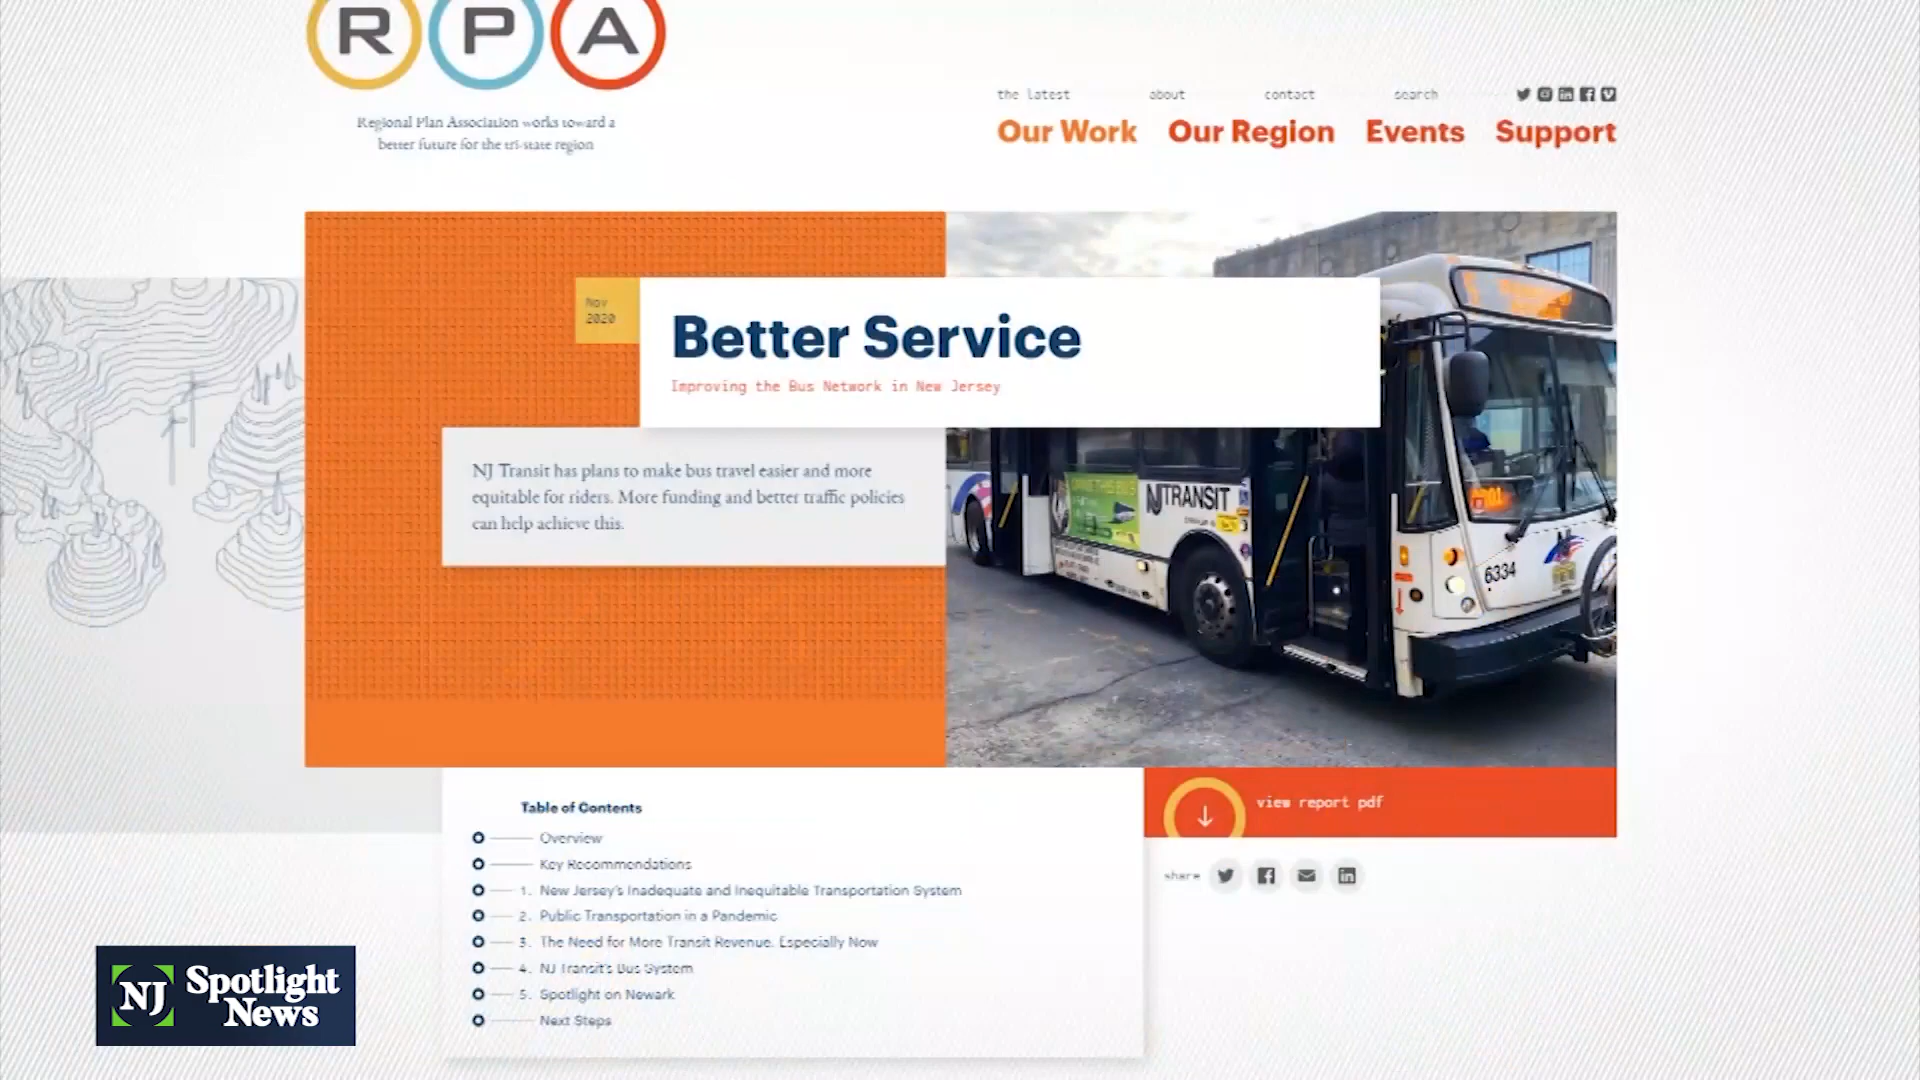 R P A
Regional Plan Association works toward a
better future for the tri-state region
the latest about contact search
Our Work Our Region Events Support
Nov
2020
Better Service
Improving the Bus Network in New Jersey
NJ Transit has plans to make bus travel easier and more
equitable for riders. More funding and better traffic policies
can help achieve this.
NJ TRANSIT
6334
Table of Contents
Overview
Key Recommendations
1. New Jersey's Inadequate and Inequitable Transportation System
2. Public Transportation in a Pandemic
3. The Need for More Transit Revenue, Especially Now
4. NJ Transit's Bus System
5. Spotlight on Newark
Next Steps
view report pdf
share
NJ Spotlight
News